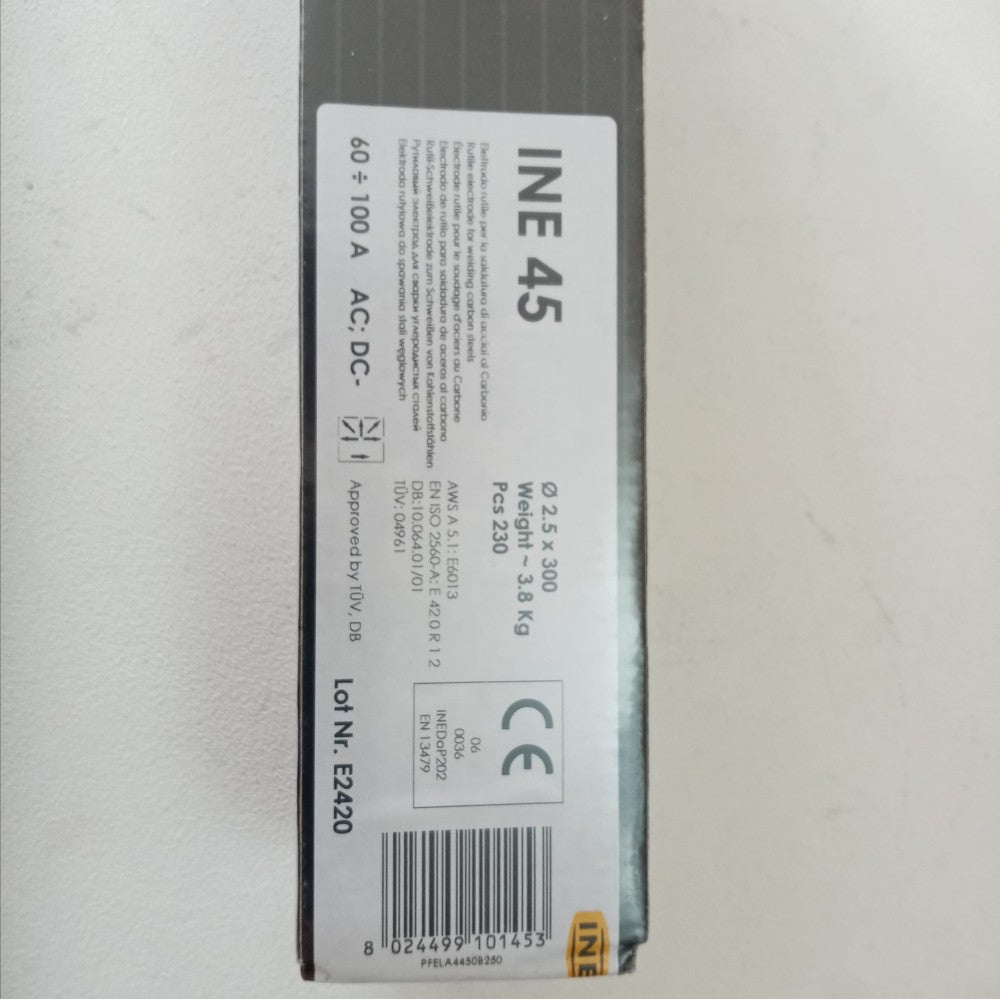 INE 45
Elettrodo rutile per la saldatura di acciai al Carbonio
Rutile electrode for welding carbon steels
Électrode rutile pour le soudage d'aciers au Carbone
Electrodo de rutilo para soldadura de aceros al carbono
Rutil-Schweißelektrode zum Schweißen von Kohlenstoffstählen
Рутиловый электрод для сварки углеродистых сталей
Elektroda rutylowa do spawania stali węglowych
60 ÷ 100 A AC; DC-
Ø 2.5 x 300
Weight ~ 3.8 Kg
Pcs 230
AWS A 5.1: E6013
EN ISO 2560-A: E 42 0 R 1 2
DB:10.064.01/01
TÜV: 04961
Approved by TÜV, DB
CE
06
0036
INEDoP202
EN 13479
Lot Nr. E2420
8 024499 101453
PFELA4450B250
INE